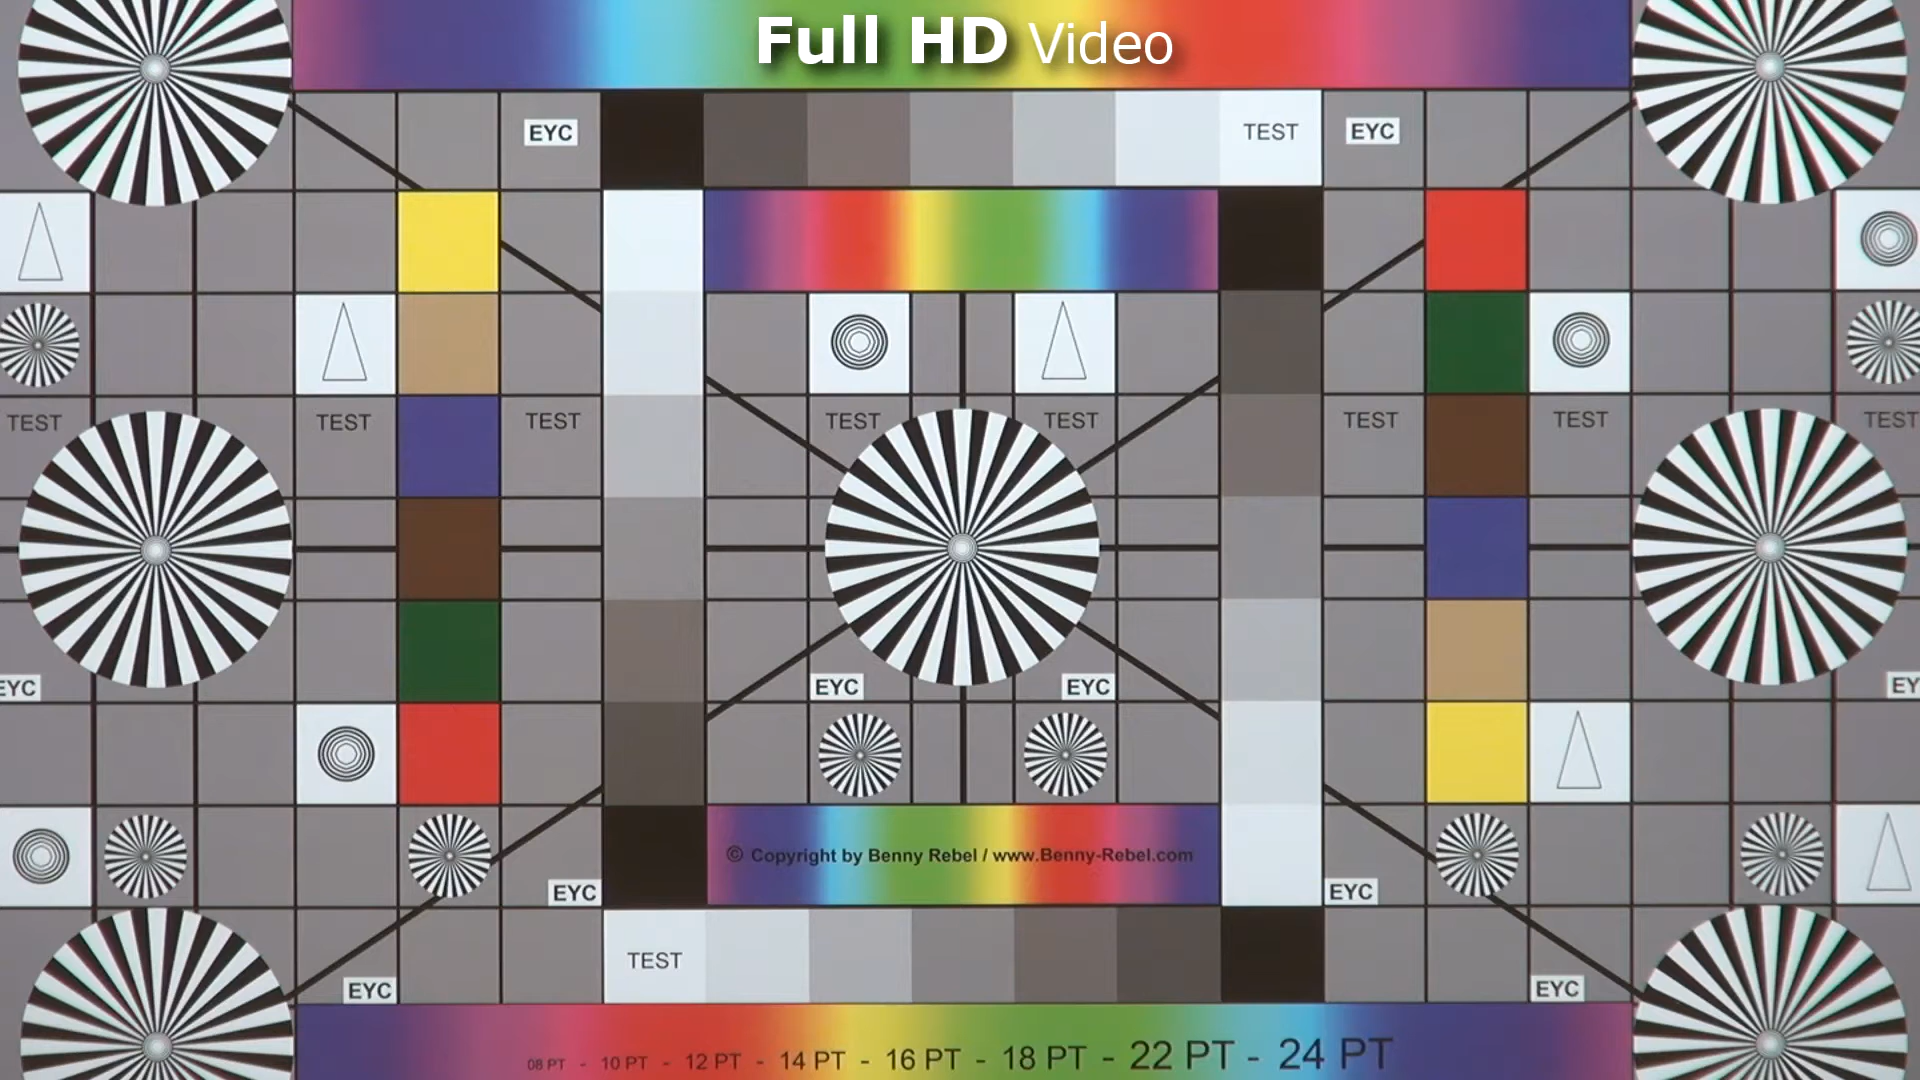 Full HD Video
EYC
TEST
EYC
TEST
TEST
TEST
TEST
TEST
TEST
TEST
TEST
EYC
EYC
EYC
EY
© Copyright by Benny Rebel / www.Benny-Rebel.com
EYC
EYC
TEST
EYC
EYC
08 PT - 10 PT - 12 PT - 14 PT - 16 PT - 18 PT - 22 PT - 24 PT